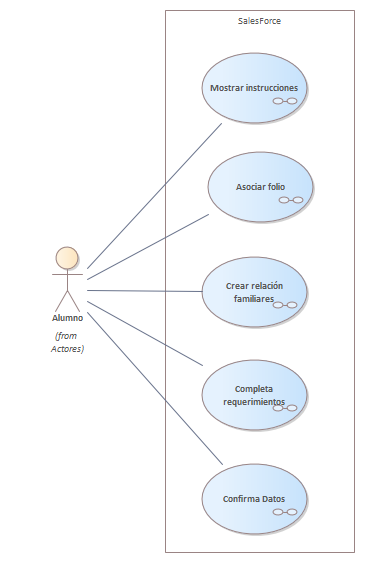 SalesForce
Mostrar instrucciones
Asociar folio
Crear relación
familiares
Alumno
(from
Actores)
Completa
requerimientos
Confirma Datos